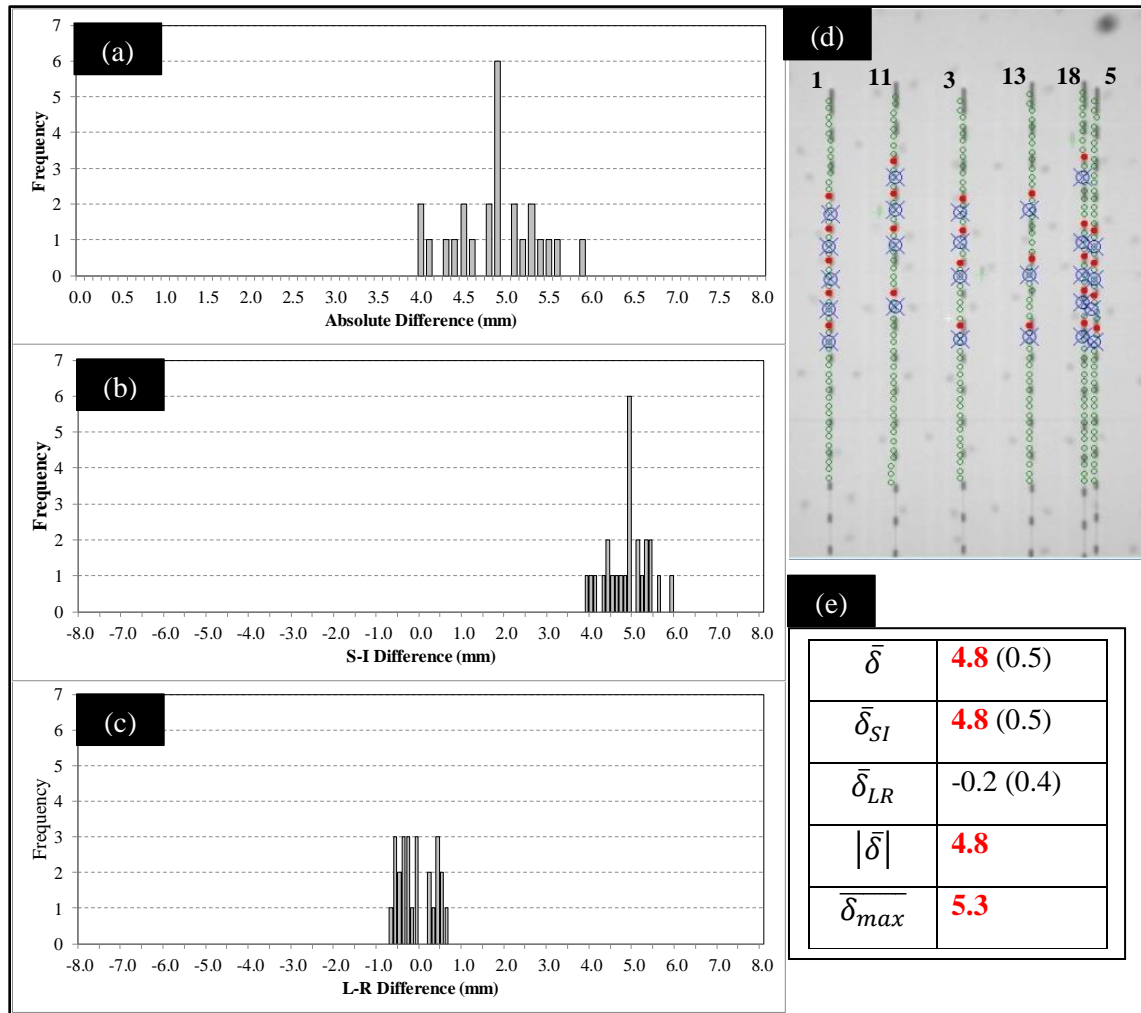 (a)
7
6
5
4
3
2
1
0
Frequency
0.0 0.5 1.0 1.5 2.0 2.5 3.0 3.5 4.0 4.5 5.0 5.5 6.0 6.5 7.0 7.5 8.0
Absolute Difference (mm)
(b)
7
6
5
4
3
2
1
0
Frequency
-8.0 -7.0 -6.0 -5.0 -4.0 -3.0 -2.0 -1.0 0.0 1.0 2.0 3.0 4.0 5.0 6.0 7.0 8.0
S-I Difference (mm)
(c)
7
6
5
4
3
2
1
0
Frequency
-8.0 -7.0 -6.0 -5.0 -4.0 -3.0 -2.0 -1.0 0.0 1.0 2.0 3.0 4.0 5.0 6.0 7.0 8.0
L-R Difference (mm)
(d)
1 11 3 13 18 5
(e)
δ̄ 4.8 (0.5)
δ̄_SI 4.8 (0.5)
δ̄_LR -0.2 (0.4)
|δ̄| 4.8
δ̅_max 5.3